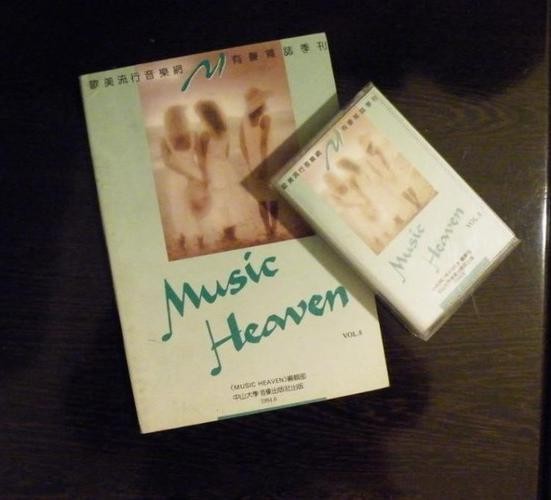 歐美流行音樂網 有聲雜誌季刊
Music
Heaven
VOL.8
《MUSIC HEAVEN》編輯部
中山大學音像出版社出版
1994.6
歐美流行音樂網 有聲雜誌季刊
Music
Heaven
VOL.8